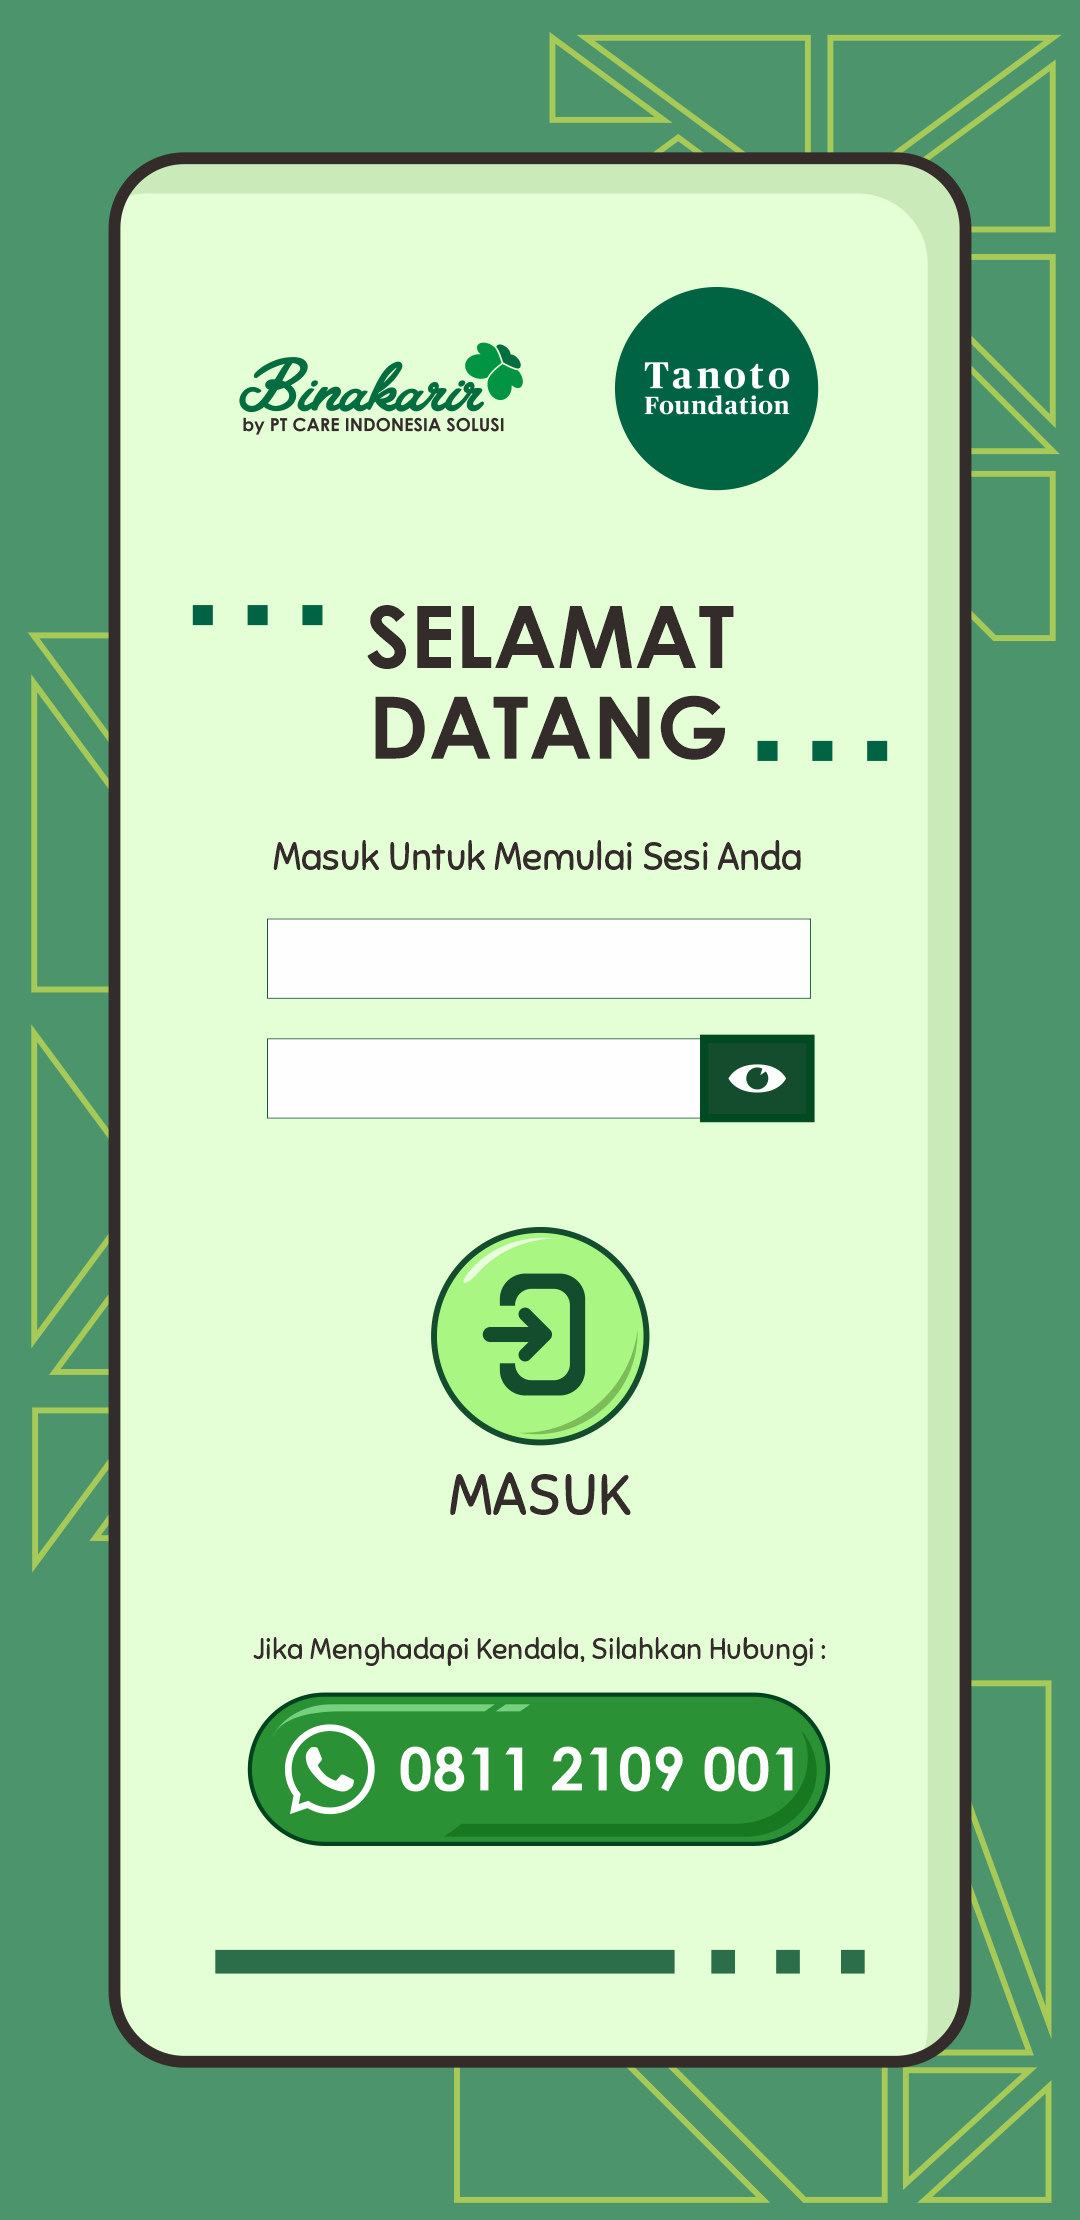 Binakarir
by PT CARE INDONESIA SOLUSI
Tanoto
Foundation
SELAMAT
DATANG
Masuk Untuk Memulai Sesi Anda
MASUK
Jika Menghadapi Kendala, Silahkan Hubungi :
0811 2109 001